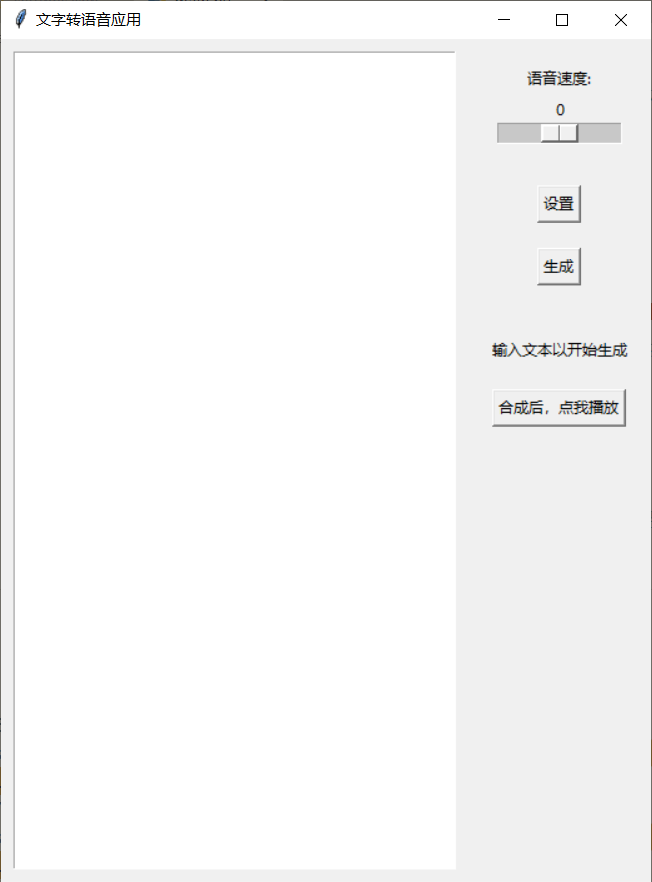 文字转语音应用
语音速度:
0
设置
生成
输入文本以开始生成
合成后，点我播放